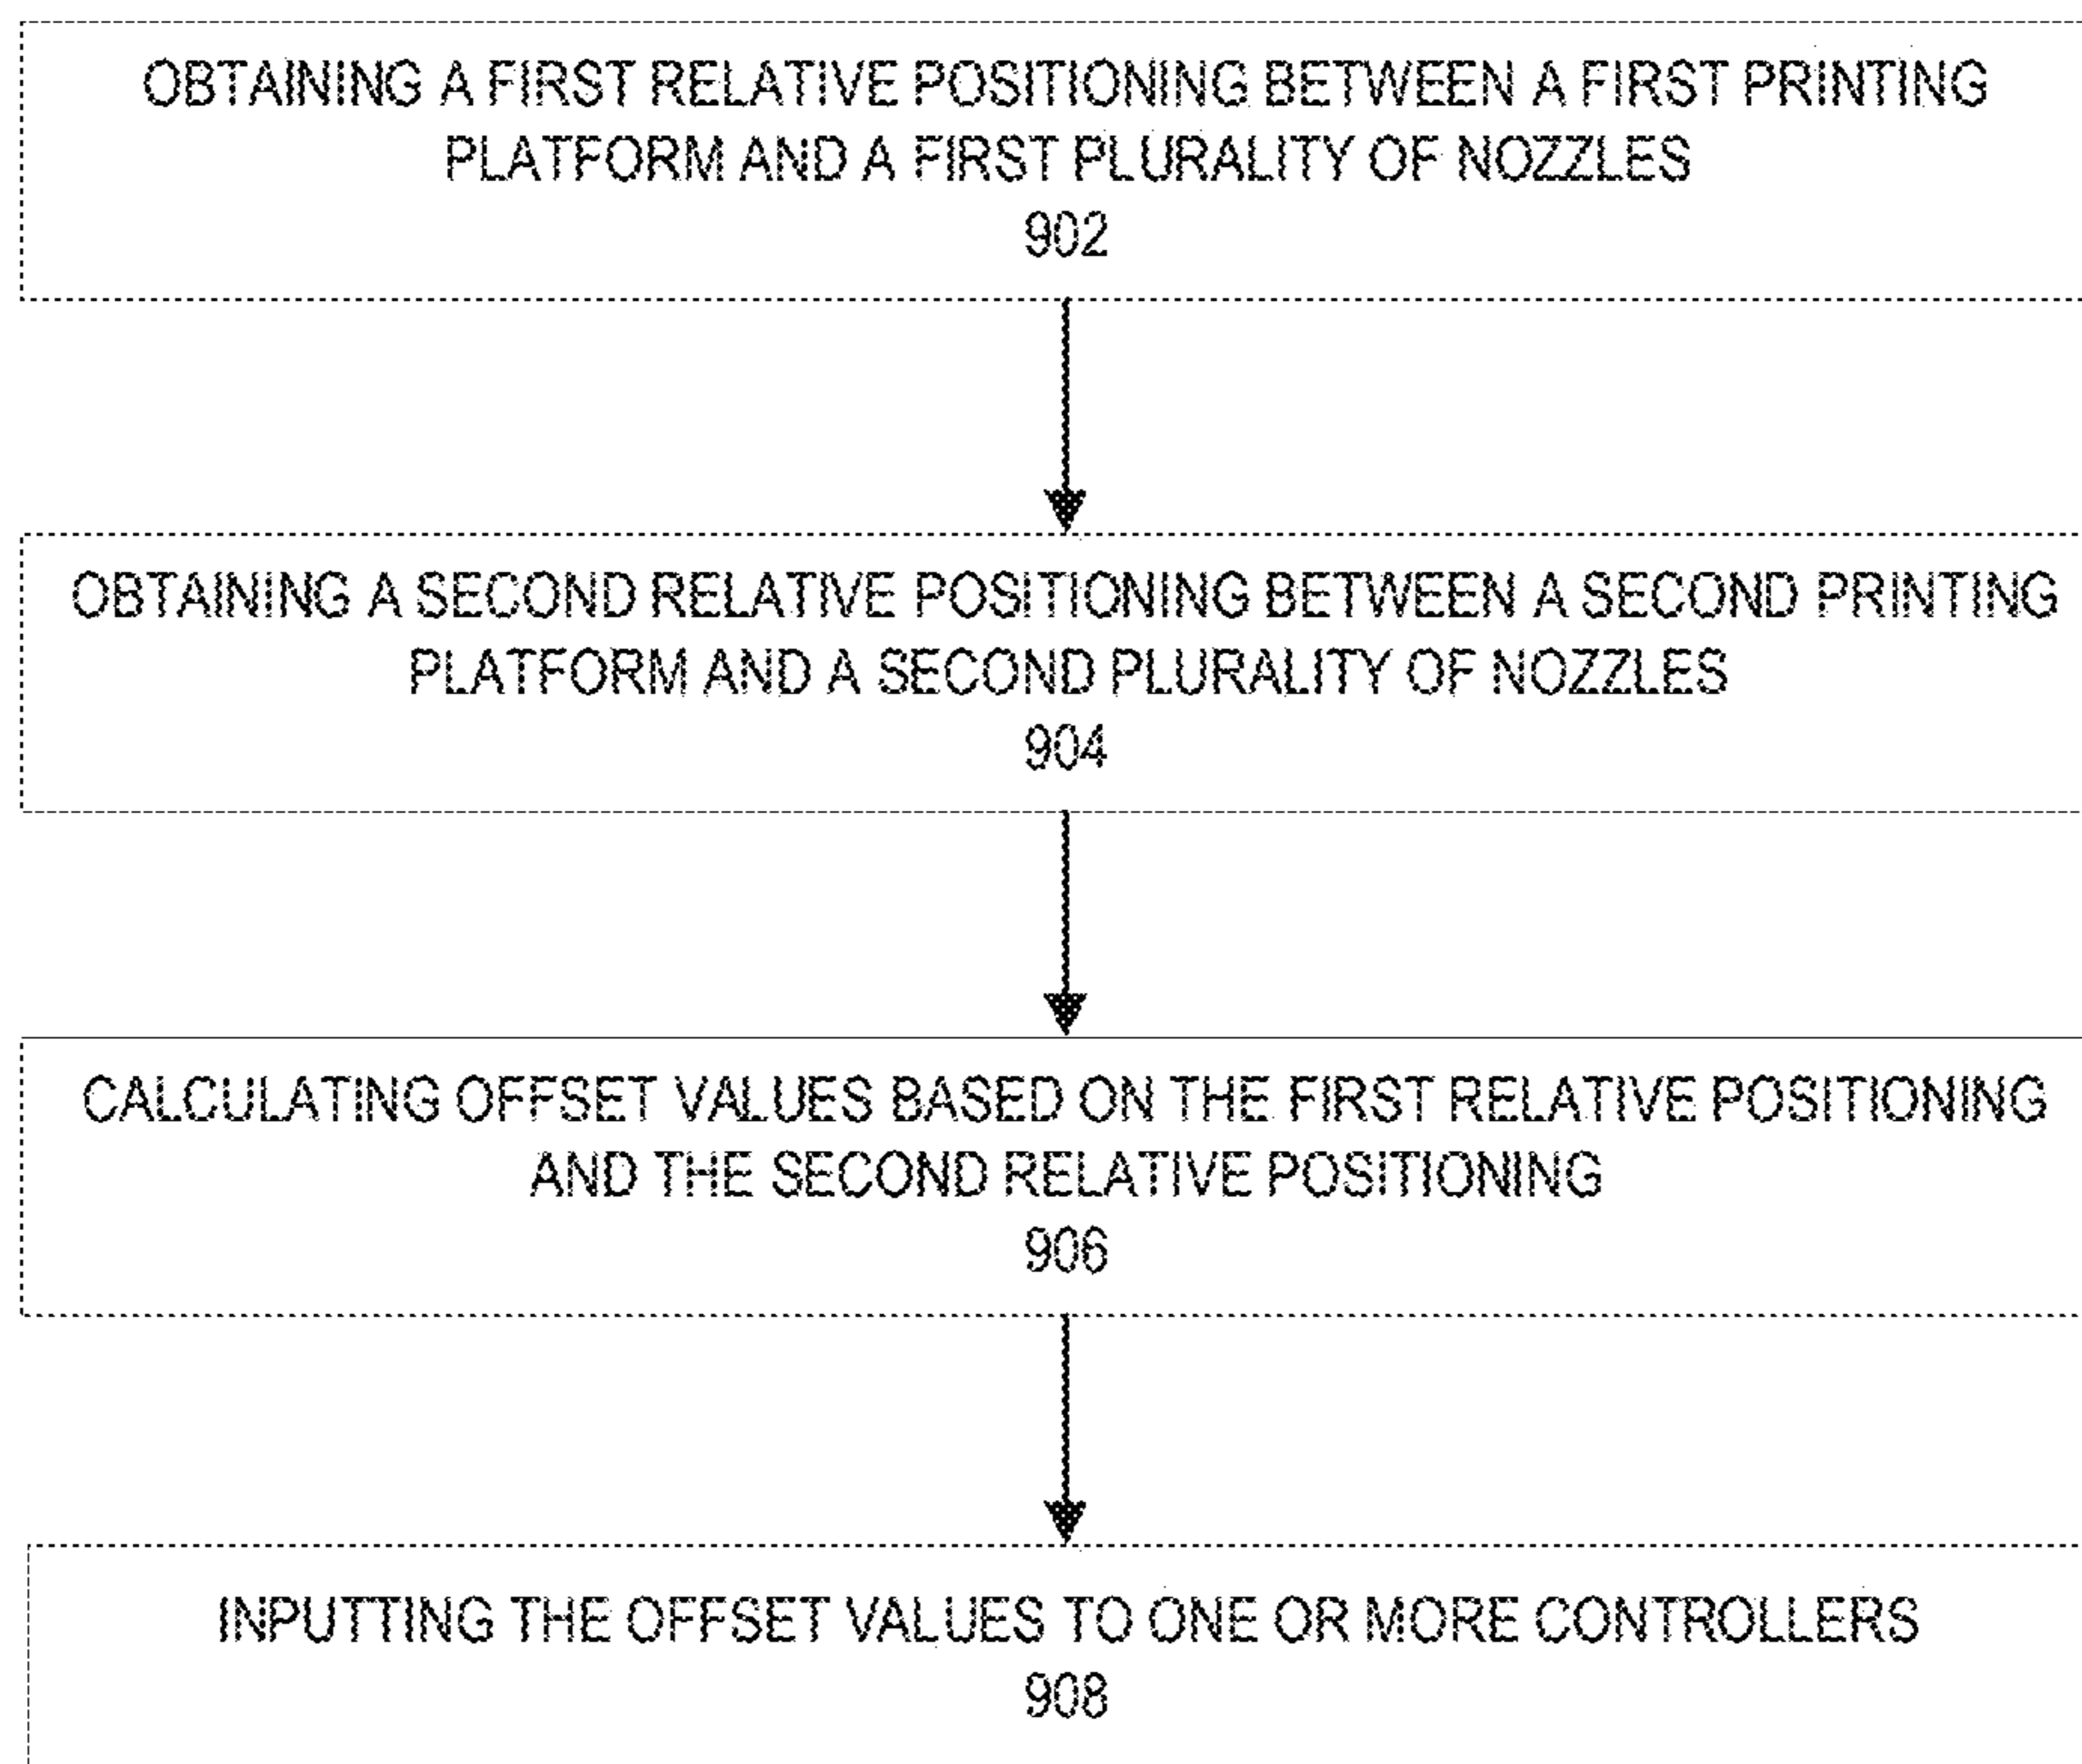 OBTAINING A FIRST RELATIVE POSITIONING BETWEEN A FIRST PRINTING
PLATFORM AND A FIRST PLURALITY OF NOZZLES
902
OBTAINING A SECOND RELATIVE POSITIONING BETWEEN A SECOND PRINTING
PLATFORM AND A SECOND PLURALITY OF NOZZLES
904
CALCULATING OFFSET VALUES BASED ON THE FIRST RELATIVE POSITIONING
AND THE SECOND RELATIVE POSITIONING
906
INPUTTING THE OFFSET VALUES TO ONE OR MORE CONTROLLERS
908